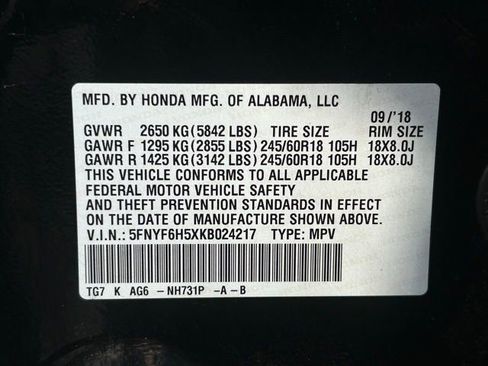 MFD. BY HONDA MFG. OF ALABAMA, LLC
09/'18
GVWR 2650 KG (5842 LBS) TIRE SIZE RIM SIZE
GAWR F 1295 KG (2855 LBS) 245/60R18 105H 18X8.0J
GAWR R 1425 KG (3142 LBS) 245/60R18 105H 18X8.0J
THIS VEHICLE CONFORMS TO ALL APPLICABLE
FEDERAL MOTOR VEHICLE SAFETY
AND THEFT PREVENTION STANDARDS IN EFFECT
ON THE DATE OF MANUFACTURE SHOWN ABOVE.
V.I.N.: 5FNYF6H5XKB024217 TYPE: MPV
TG7 K AG6 -NH731P -A-B